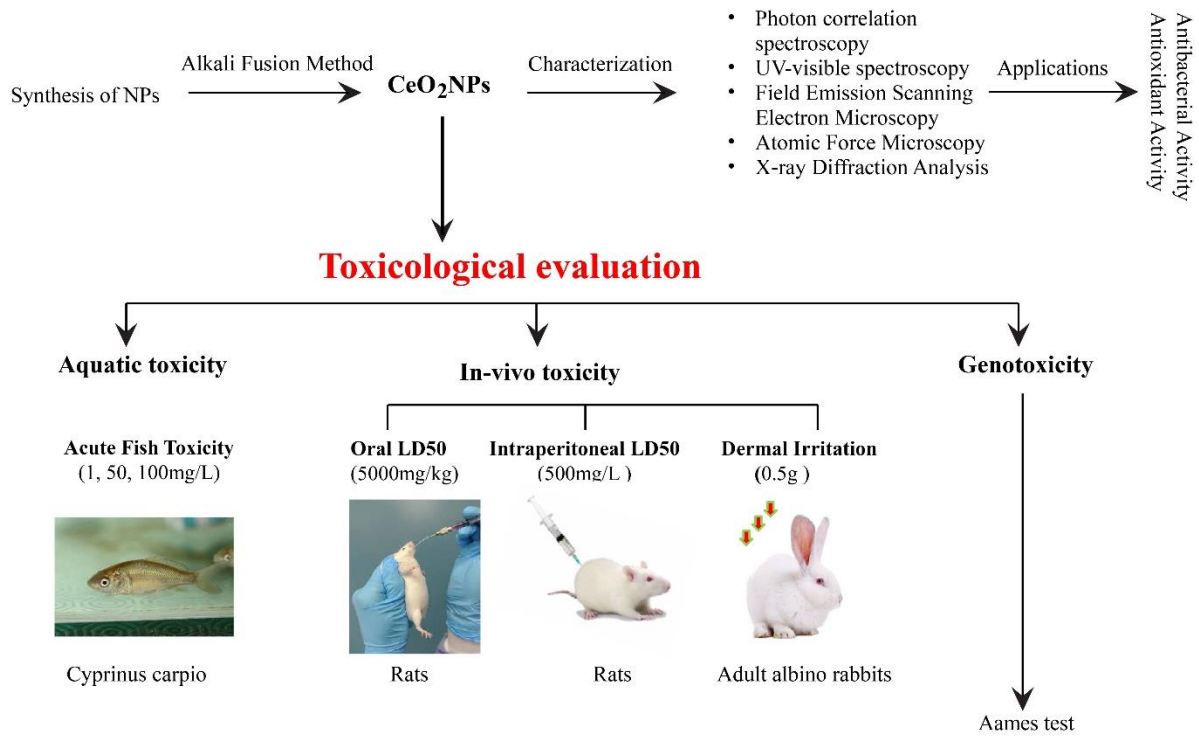 Synthesis of NPs
Alkali Fusion Method
CeO2NPs
Characterization
• Photon correlation
spectroscopy
• UV-visible spectroscopy
• Field Emission Scanning
Electron Microscopy
• Atomic Force Microscopy
• X-ray Diffraction Analysis
Applications
Antibacterial Activity
Antioxidant Activity
Toxicological evaluation
Aquatic toxicity
In-vivo toxicity
Genotoxicity
Acute Fish Toxicity
(1, 50, 100mg/L)
Oral LD50
(5000mg/kg)
Intraperitoneal LD50
(500mg/L )
Dermal Irritation
(0.5g )
Cyprinus carpio
Rats
Rats
Adult albino rabbits
Aames test